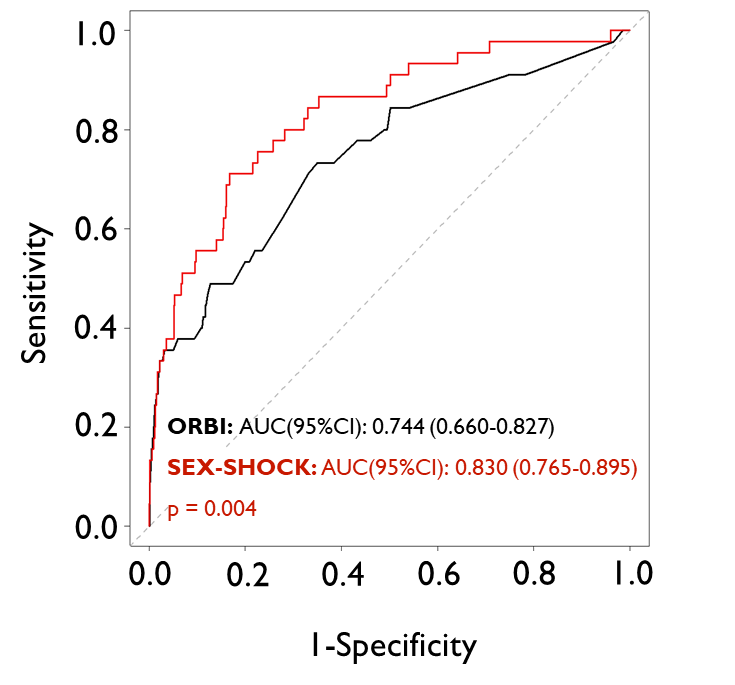 1.0
0.8
0.6
0.4
0.2
0.0
Sensitivity
ORBI: AUC(95%CI): 0.744 (0.660-0.827)
SEX-SHOCK: AUC(95%CI): 0.830 (0.765-0.895)
p = 0.004
0.0 0.2 0.4 0.6 0.8 1.0
1-Specificity